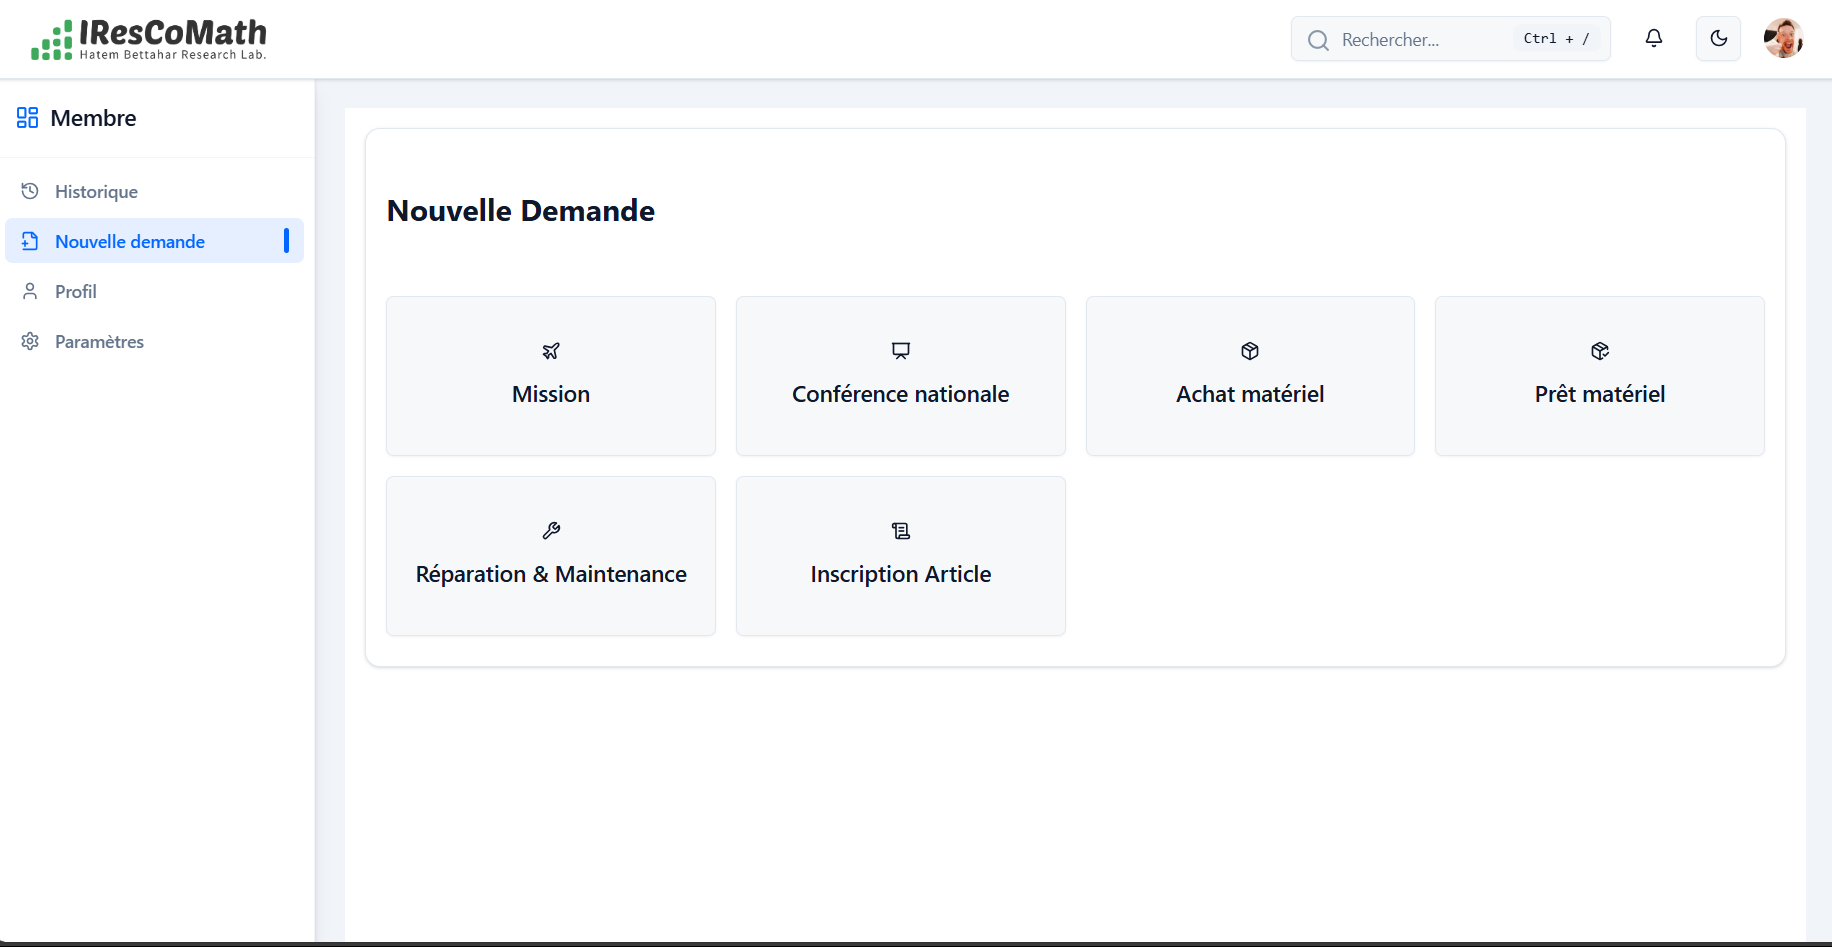 IResCoMath
Hatem Bettahar Research Lab.
Rechercher...
Ctrl + /
Membre
Historique
Nouvelle demande
Profil
Paramètres
Nouvelle Demande
Mission
Conférence nationale
Achat matériel
Prêt matériel
Réparation & Maintenance
Inscription Article